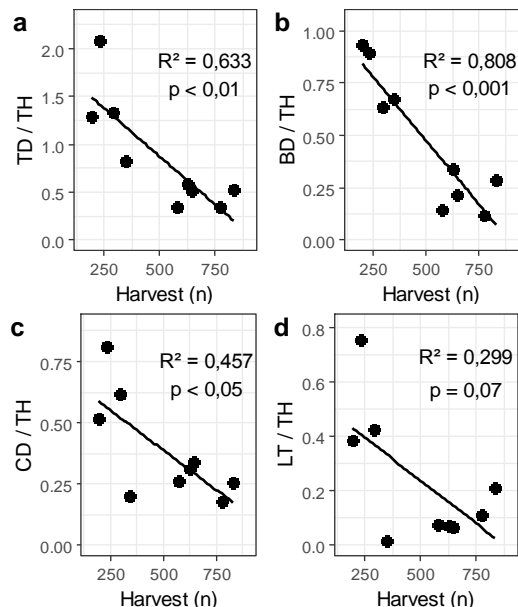 a
2.0
1.5
1.0
0.5
0.0
TD / TH
R² = 0,633
p < 0,01
250 500 750
Harvest (n)
b
1.00
0.75
0.50
0.25
0.00
BD / TH
R² = 0,808
p < 0,001
250 500 750
Harvest (n)
c
0.75
0.50
0.25
0.00
CD / TH
R² = 0,457
p < 0,05
250 500 750
Harvest (n)
d
0.8
0.6
0.4
0.2
0.0
LT / TH
R² = 0,299
p = 0,07
250 500 750
Harvest (n)